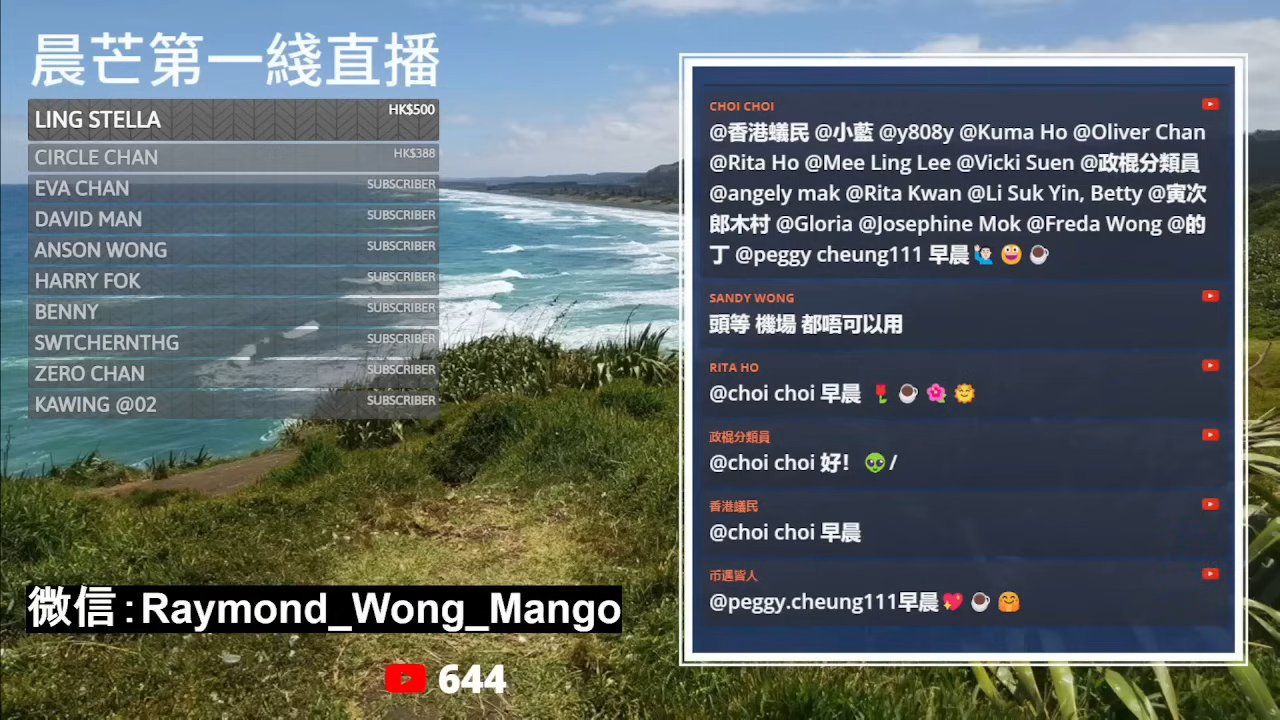 晨芒第一綫直播
LING STELLA HK$500
CIRCLE CHAN HK$388
EVA CHAN SUBSCRIBER
DAVID MAN SUBSCRIBER
ANSON WONG SUBSCRIBER
HARRY FOK SUBSCRIBER
BENNY SUBSCRIBER
SWTCHERNTHG SUBSCRIBER
ZERO CHAN SUBSCRIBER
KAWING @02 SUBSCRIBER
微信:Raymond_Wong_Mango
644
CHOI CHOI
@香港蟻民 @小藍 @y808y @Kuma Ho @Oliver Chan
@Rita Ho @Mee Ling Lee @Vicki Suen @政棍分類員
@angely mak @Rita Kwan @Li Suk Yin, Betty @寅次
郎木村 @Gloria @Josephine Mok @Freda Wong @的
丁 @peggy cheung111 早晨🙋🏻‍♂️ 😀 ☕
SANDY WONG
頭等 機場 都唔可以用
RITA HO
@choi choi 早晨 🌹 ☕ 🌺 🌞
政棍分類員
@choi choi 好! 👽/
香港蟻民
@choi choi 早晨
币遇皆人
@peggy.cheung111早晨💖 ☕ 🤗